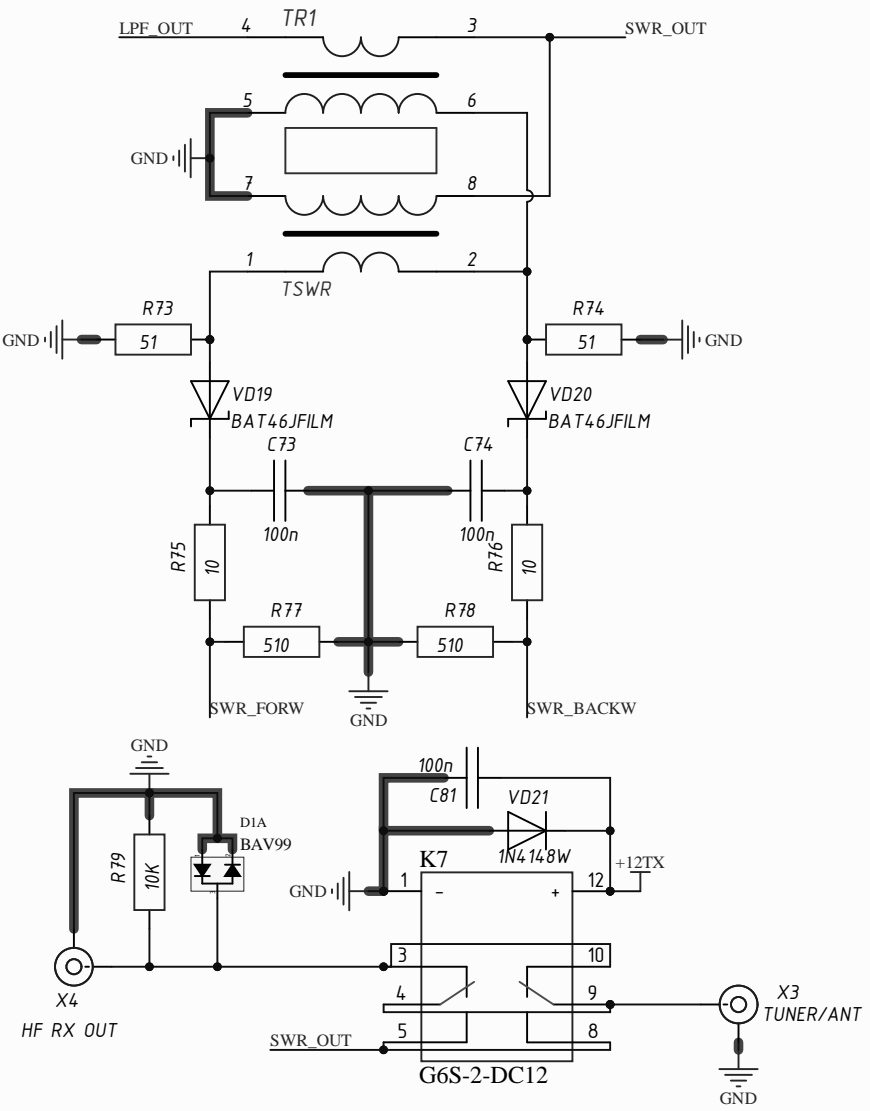 LPF_OUT 4 TR1 3 SWR_OUT
5 6
GND
7 8
1 2
TSWR
R73 R74
GND 51 51 GND
VD19 VD20
BAT46JFILM BAT46JFILM
C73 C74
100n 100n
R75 10 R76 10
R77 R78
510 510
SWR_FORW SWR_BACKW
GND
GND
100n
C81 VD21
D1A
BAV99
R79 10K
1N4148W
K7 +12TX
GND 1 - + 12
3 10
4 9
X4 X3
HF RX OUT TUNER/ANT
5 8
SWR_OUT
G6S-2-DC12
GND